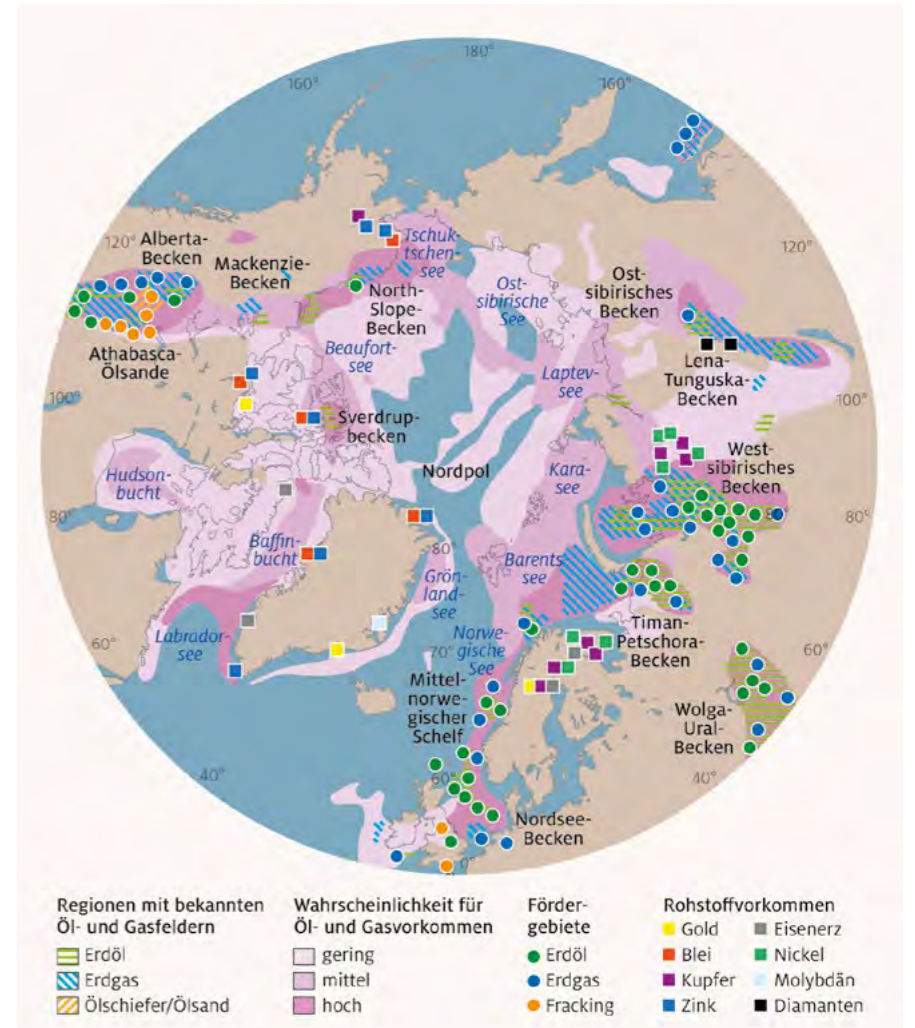 180°
160°
160°
120°
Alberta-
Becken
Mackenzie-
Becken
Tschuk-
tschen-
see
120°
Ost-
sibirisches
Becken
North-
Slope-
Becken
Ost-
sibirische
See
Athabasca-
Ölsande
Beaufort-
see
Laptev-
see
Lena-
Tunguska-
Becken
100°
100°
Sverdrup-
becken
Hudson-
bucht
Nordpol
Kara-
see
West-
sibirisches
Becken
80°
80°
Baffin-
bucht
80
Barents
see
Grön-
land-
see
Labrador-
see
Norwe-
gische
See
70°
Timan-
Petschora-
Becken
60°
60°
Mittel-
norwe-
gischer
Schelf
Wolga-
Ural-
Becken
40°
60°
40°
Nordsee-
Becken
Regionen mit bekannten
Öl- und Gasfeldern
Erdöl
Erdgas
Ölschiefer/Ölsand
Wahrscheinlichkeit für
Öl- und Gasvorkommen
gering
mittel
hoch
Förder-
gebiete
Erdöl
Erdgas
Fracking
Rohstoffvorkommen
Gold
Blei
Kupfer
Zink
Eisenerz
Nickel
Molybdän
Diamanten